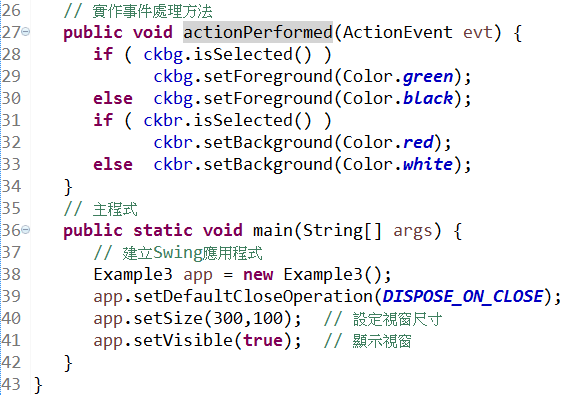 26 // 實作事件處理方法
27 public void actionPerformed(ActionEvent evt) {
28 if ( ckbg.isSelected() )
29 ckbg.setForeground(Color.green);
30 else ckbg.setForeground(Color.black);
31 if ( ckbr.isSelected() )
32 ckbr.setBackground(Color.red);
33 else ckbr.setBackground(Color.white);
34 }
35 // 主程式
36 public static void main(String[] args) {
37 // 建立Swing應用程式
38 Example3 app = new Example3();
39 app.setDefaultCloseOperation(DISPOSE_ON_CLOSE);
40 app.setSize(300,100); // 設定視窗尺寸
41 app.setVisible(true); // 顯示視窗
42 }
43 }